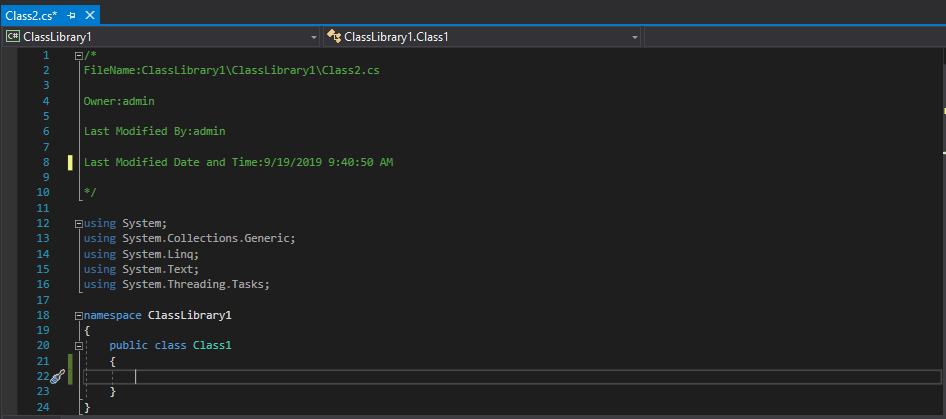 Class2.cs*
C# ClassLibrary1 ClassLibrary1.Class1
1 /*
2 FileName:ClassLibrary1\ClassLibrary1\Class2.cs
3
4 Owner:admin
5
6 Last Modified By:admin
7
8 Last Modified Date and Time:9/19/2019 9:40:50 AM
9
10 */
11
12 using System;
13 using System.Collections.Generic;
14 using System.Linq;
15 using System.Text;
16 using System.Threading.Tasks;
17
18 namespace ClassLibrary1
19 {
20 public class Class1
21 {
22
23 }
24 }